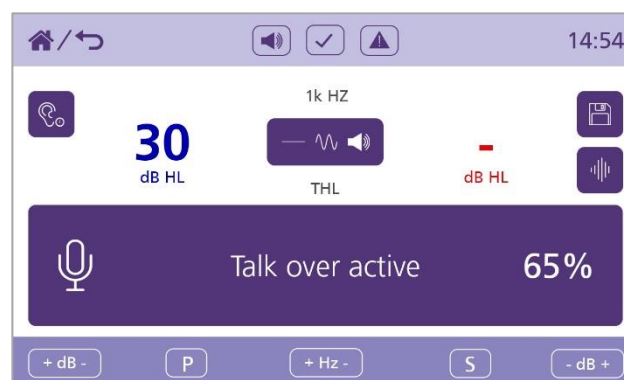 / 14:54
1k HZ
30 -
dB HL dB HL
THL
Talk over active 65%
+ dB - P + Hz - S - dB +